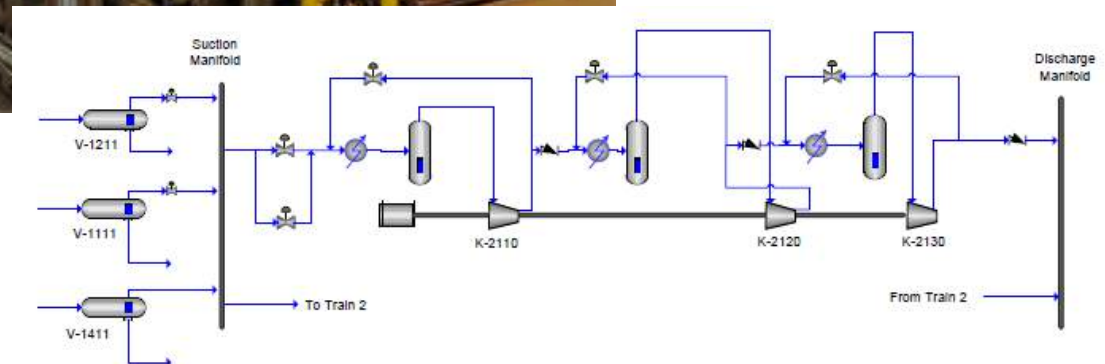 Suction
Manifold
Discharge
Manifold
V-1211
V-1111
K-2110
K-2120
K-2130
To Train 2
From Train 2
V-1411